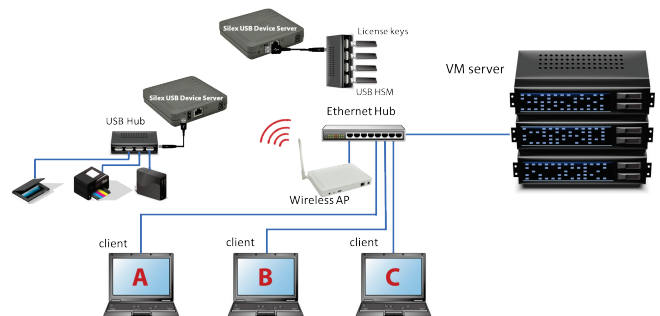 Silex USB Device Server
License keys
USB HSM
VM server
Silex USB Device Server
USB Hub
Ethernet Hub
Wireless AP
client
client
client
A
B
C